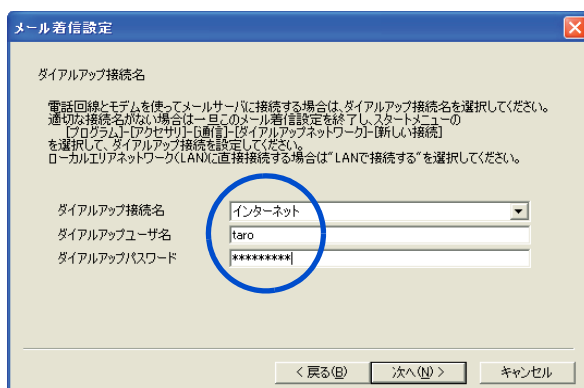 メール着信設定
ダイアルアップ接続名
電話回線とモデムを使ってメールサーバに接続する場合は、ダイアルアップ接続名を選択してください。
適切な接続名がない場合は一旦このメール着信設定を終了し、スタートメニューの
[プログラム]-[アクセサリ]-[通信]-[ダイアルアップネットワーク]-[新しい接続]
を選択して、ダイアルアップ接続を設定してください。
ローカルエリアネットワーク(LAN)に直接接続する場合は"LANで接続する"を選択してください。
ダイアルアップ接続名 インターネット
ダイアルアップユーザ名 taro
ダイアルアップパスワード *********
< 戻る(B) 次へ(N) > キャンセル